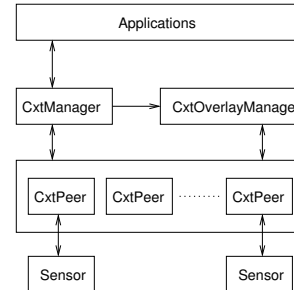 Applications
CxtManager
CxtOverlayManage
CxtPeer
CxtPeer
CxtPeer
Sensor
Sensor